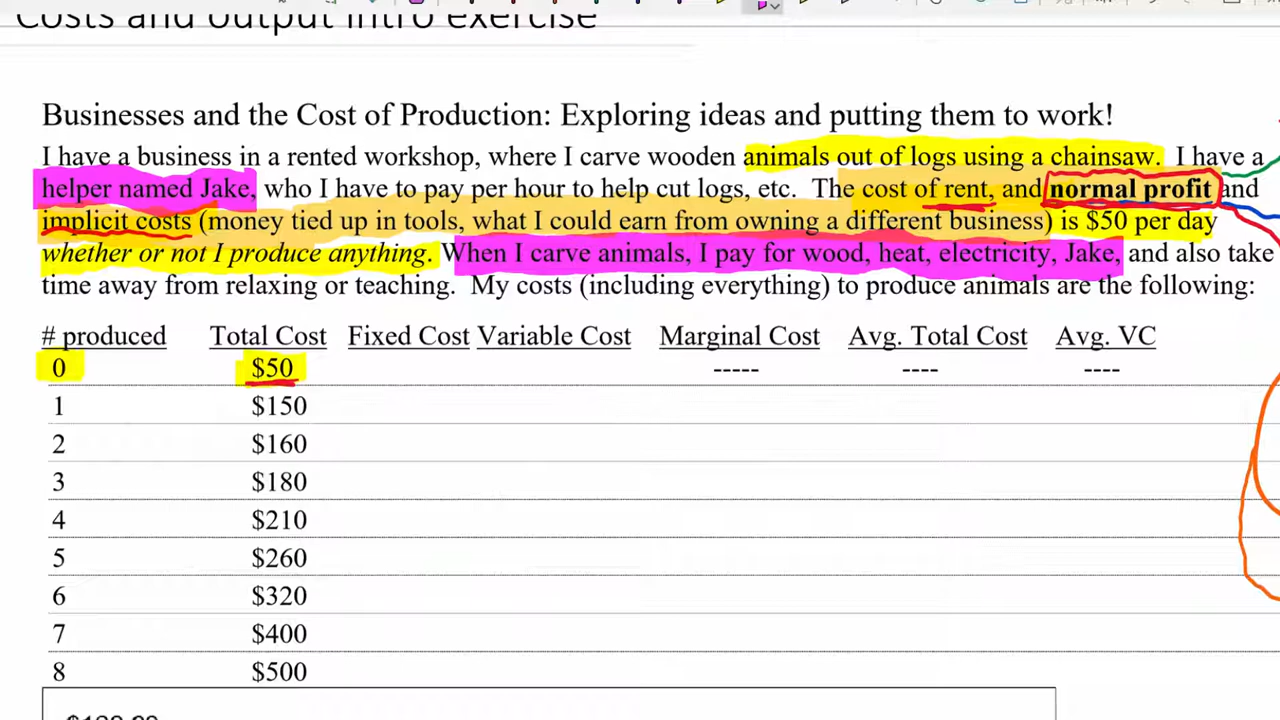 Costs and output intro exercise
Businesses and the Cost of Production: Exploring ideas and putting them to work!
I have a business in a rented workshop, where I carve wooden animals out of logs using a chainsaw. I have a
helper named Jake, who I have to pay per hour to help cut logs, etc. The cost of rent, and normal profit and
implicit costs (money tied up in tools, what I could earn from owning a different business) is $50 per day
whether or not I produce anything. When I carve animals, I pay for wood, heat, electricity, Jake, and also take
time away from relaxing or teaching. My costs (including everything) to produce animals are the following:
# produced Total Cost Fixed Cost Variable Cost Marginal Cost Avg. Total Cost Avg. VC
0 $50 ----- ---- ----
1 $150
2 $160
3 $180
4 $210
5 $260
6 $320
7 $400
8 $500